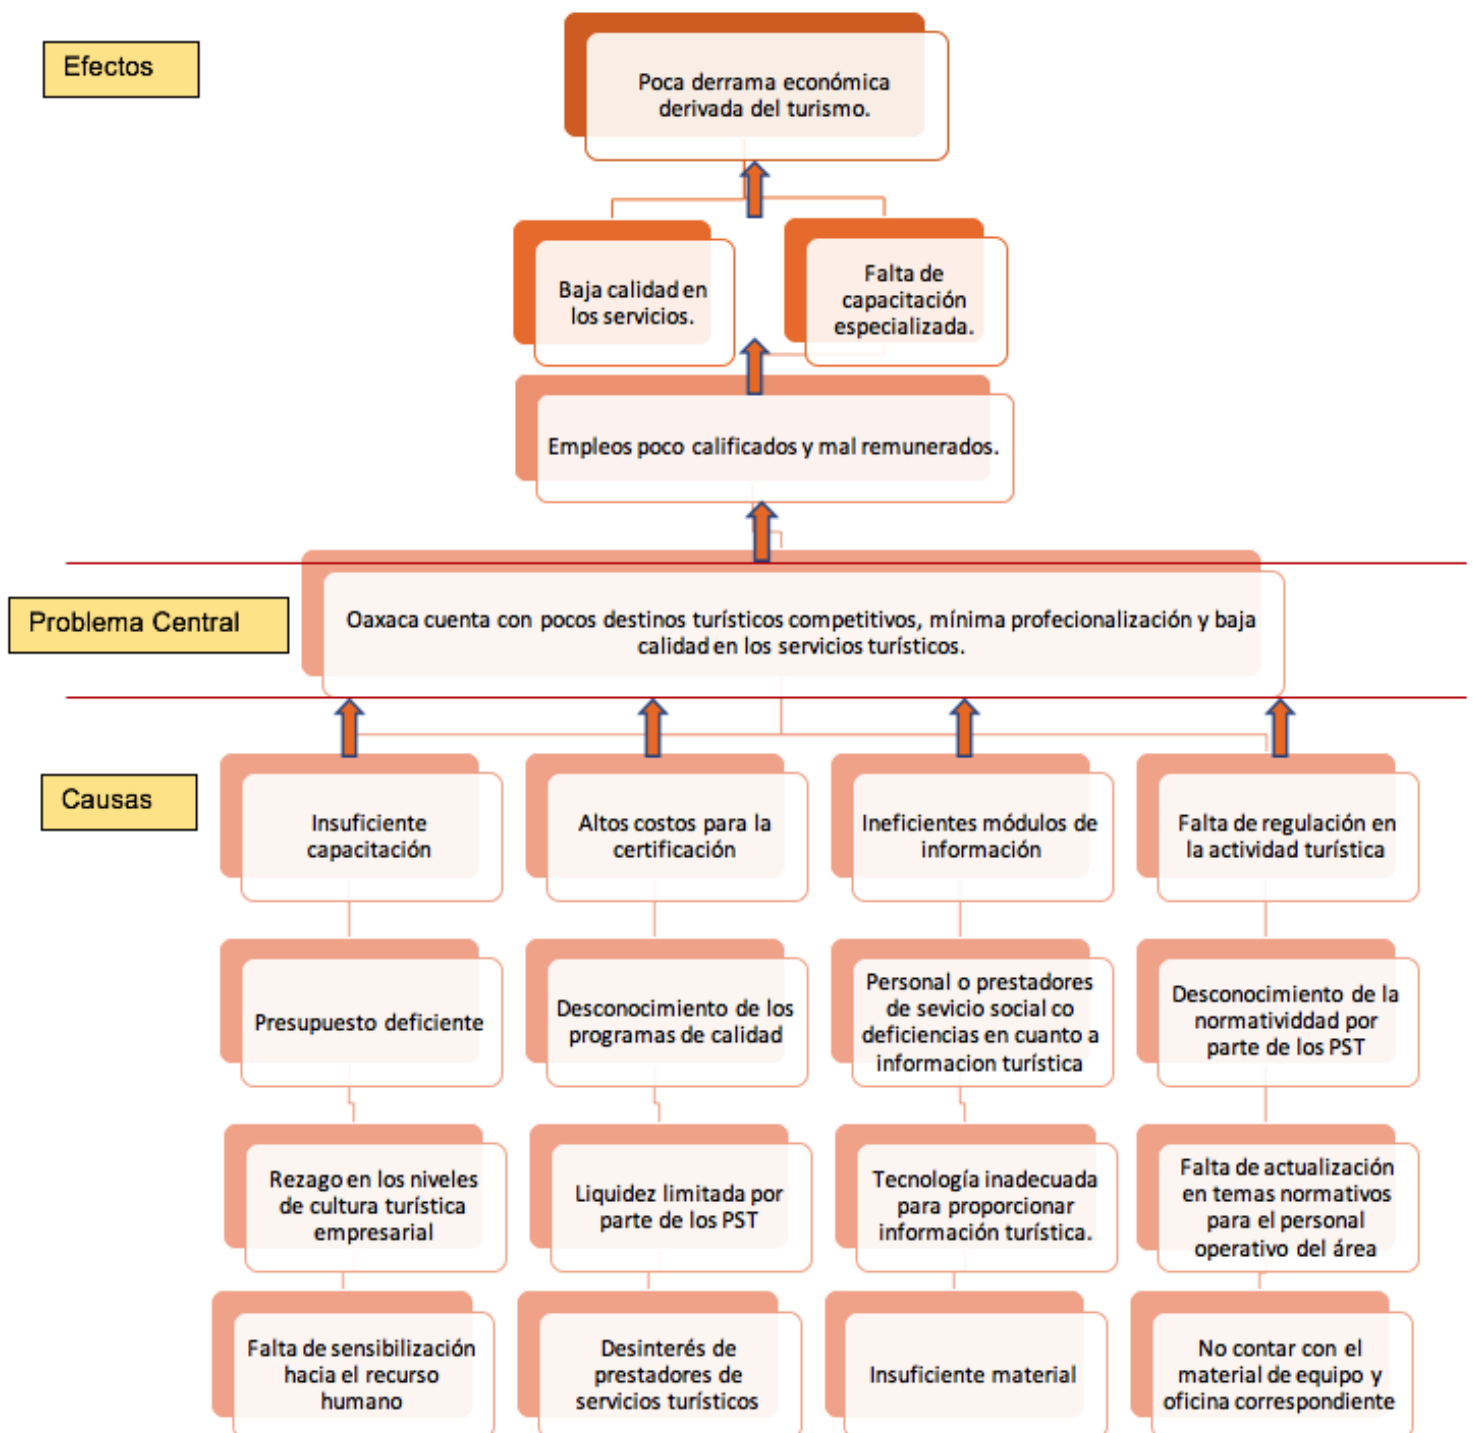 Efectos
Poca derrama económica
derivada del turismo.
Baja calidad en
los servicios.
Falta de
capacitación
especializada.
Empleos poco calificados y mal remunerados.
Problema Central
Oaxaca cuenta con pocos destinos turísticos competitivos, mínima profecionalización y baja
calidad en los servicios turísticos.
Causas
Insuficiente
capacitación
Altos costos para la
certificación
Ineficientes módulos de
información
Falta de regulación en
la actividad turística
Presupuesto deficiente
Desconocimiento de los
programas de calidad
Personal o prestadores
de sevicio social co
deficiencias en cuanto a
informacion turística
Desconocimiento de la
normatividdad por
parte de los PST
Rezago en los niveles
de cultura turística
empresarial
Liquidez limitada por
parte de los PST
Tecnología inadecuada
para proporcionar
información turística.
Falta de actualización
en temas normativos
para el personal
operativo del área
Falta de sensibilización
hacia el recurso
humano
Desinterés de
prestadores de
servicios turísticos
Insuficiente material
No contar con el
material de equipo y
oficina correspondiente